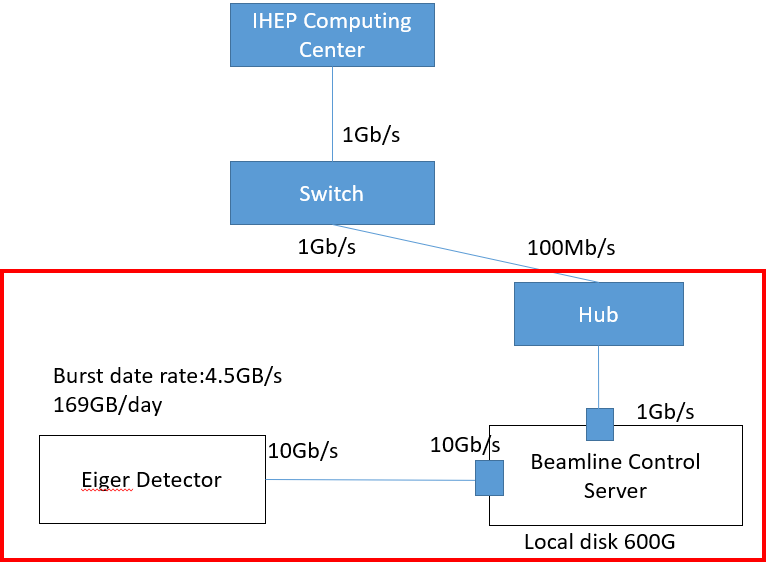 IHEP Computing
Center
1Gb/s
Switch
1Gb/s
100Mb/s
Hub
Burst date rate:4.5GB/s
169GB/day
1Gb/s
10Gb/s
10Gb/s
Eiger Detector
Beamline Control
Server
Local disk 600G